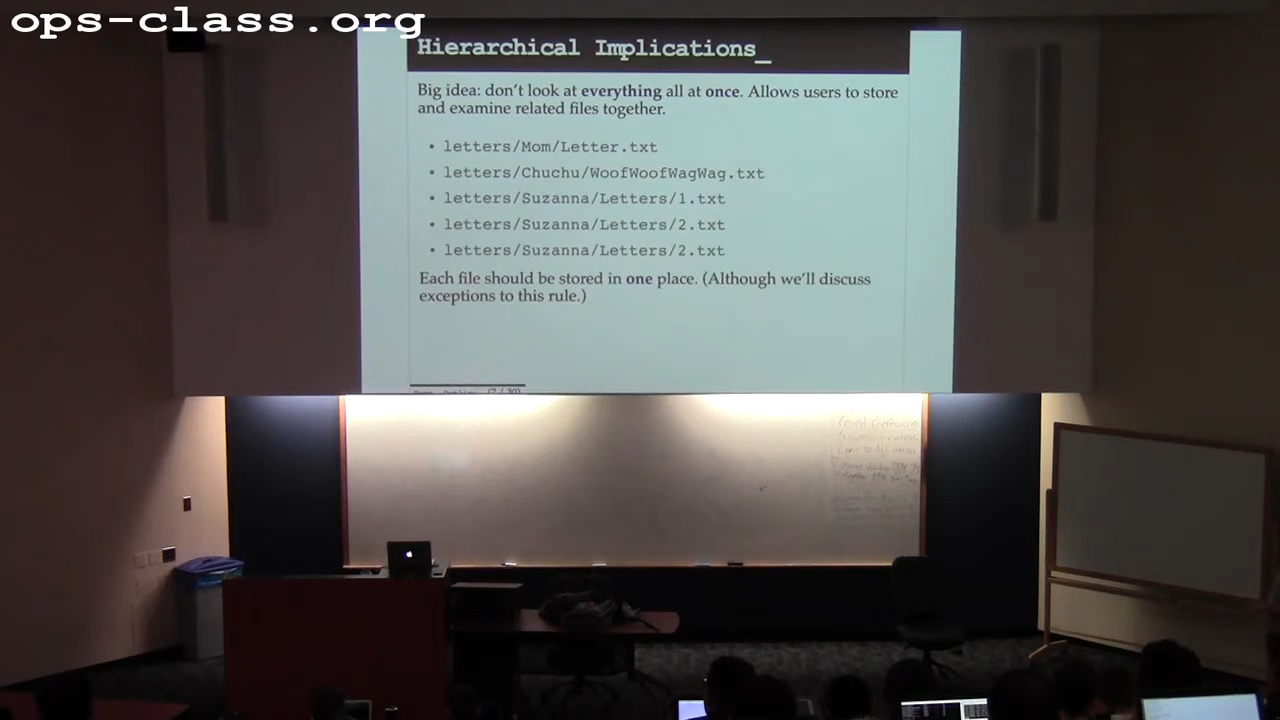 ops-class.org
Hierarchical Implications_
Big idea: don't look at everything all at once. Allows users to store
and examine related files together.
• letters/Mom/Letter.txt
• letters/Chuchu/WoofWoofWagWag.txt
• letters/Suzanna/Letters/1.txt
• letters/Suzanna/Letters/2.txt
• letters/Suzanna/Letters/2.txt
Each file should be stored in one place. (Although we'll discuss
exceptions to this rule.)